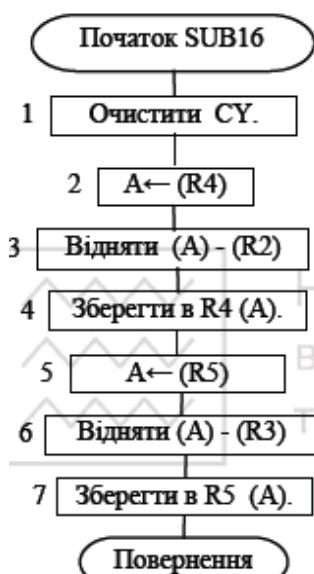 Початок SUB16
1 Очистити CY.
2 A← (R4)
3 Відняти (A) - (R2)
4 Зберегти в R4 (A).
5 A← (R5)
6 Відняти (A) - (R3)
7 Зберегти в R5 (A).
Повернення